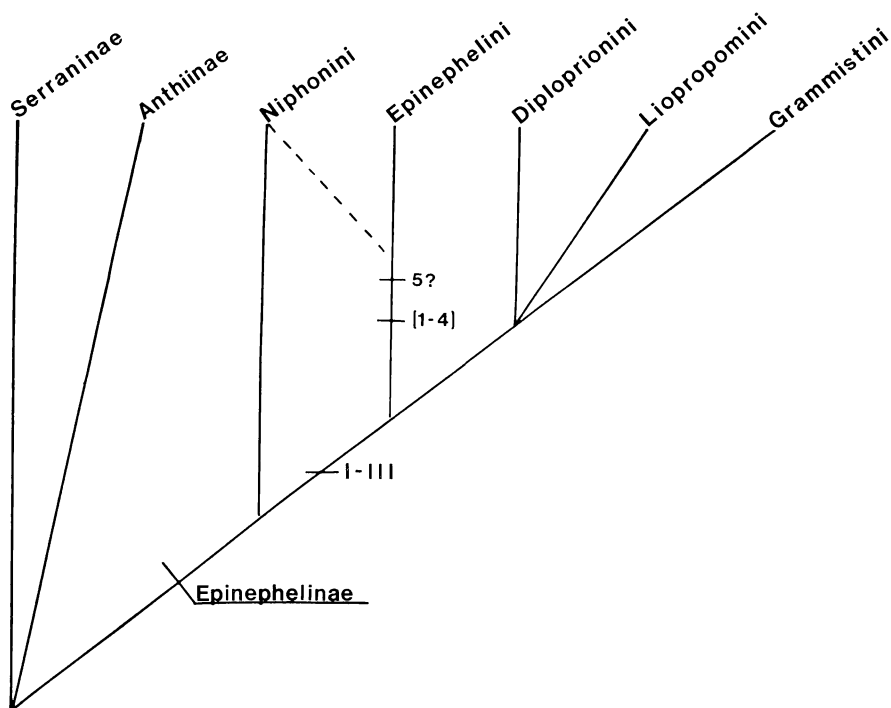 Serraninae
Anthiinae
Niphonini
Epinephelini
Diploprionini
Liopropomini
Grammistini
5?
[1-4]
I-III
Epinephelinae